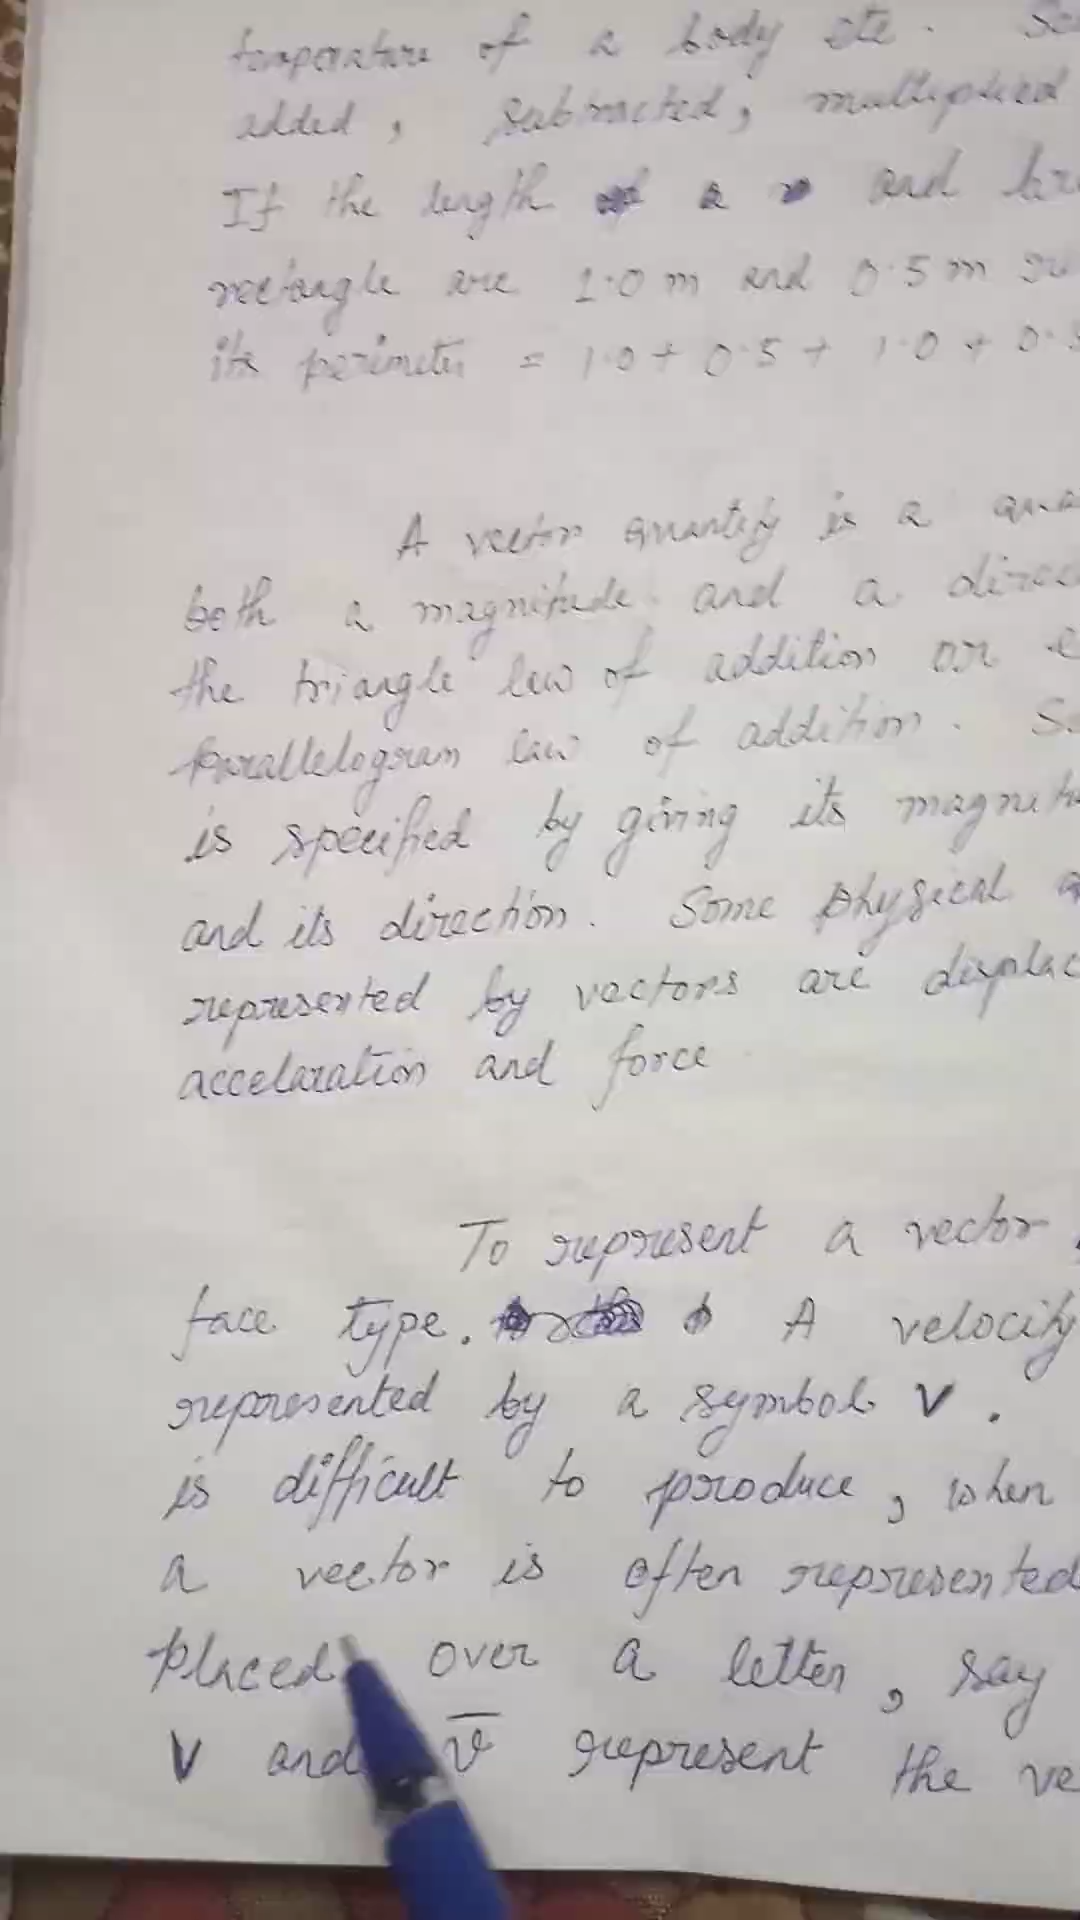 temperature of a body etc.
added, subtracted, multiplied
If the length of a and
rectangle are 1.0 m and 0.5 m
its perimeter = 1.0 + 0.5 + 1.0 + 0.5
A vector quantity is a
both a magnitude and a
the triangle law of addition or
parallelogram law of addition.
is specified by giving its
and its direction. Some physical
represented by vectors are
accelaration and force
To represent a vector
face type. A velocity
represented by a symbol v.
is difficult to produce, when
a vector is often represented
placed over a letter, say
v and v̅ represent the